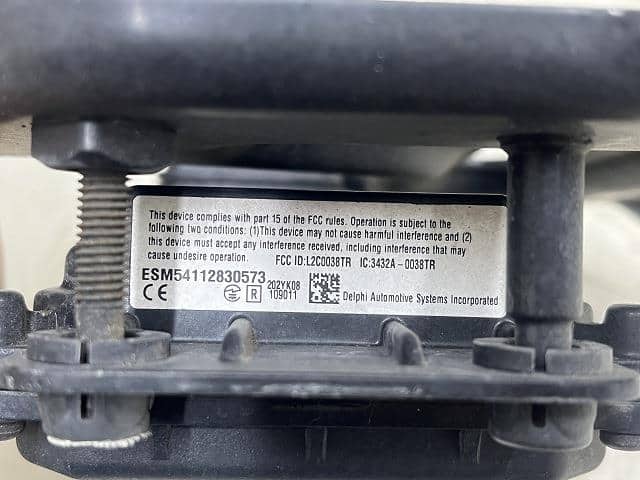 This device complies with part 15 of the FCC rules. Operation is subject to the
following two conditions: (1)This device may not cause harmful interference and (2)
this device must accept any interference received, including interference that may
cause undesirable operation. FCC ID:L2C0038TR IC:3432A-0038TR
ESM54112830573
CE R 202YK08
109011 Delphi Automotive Systems Incorporated